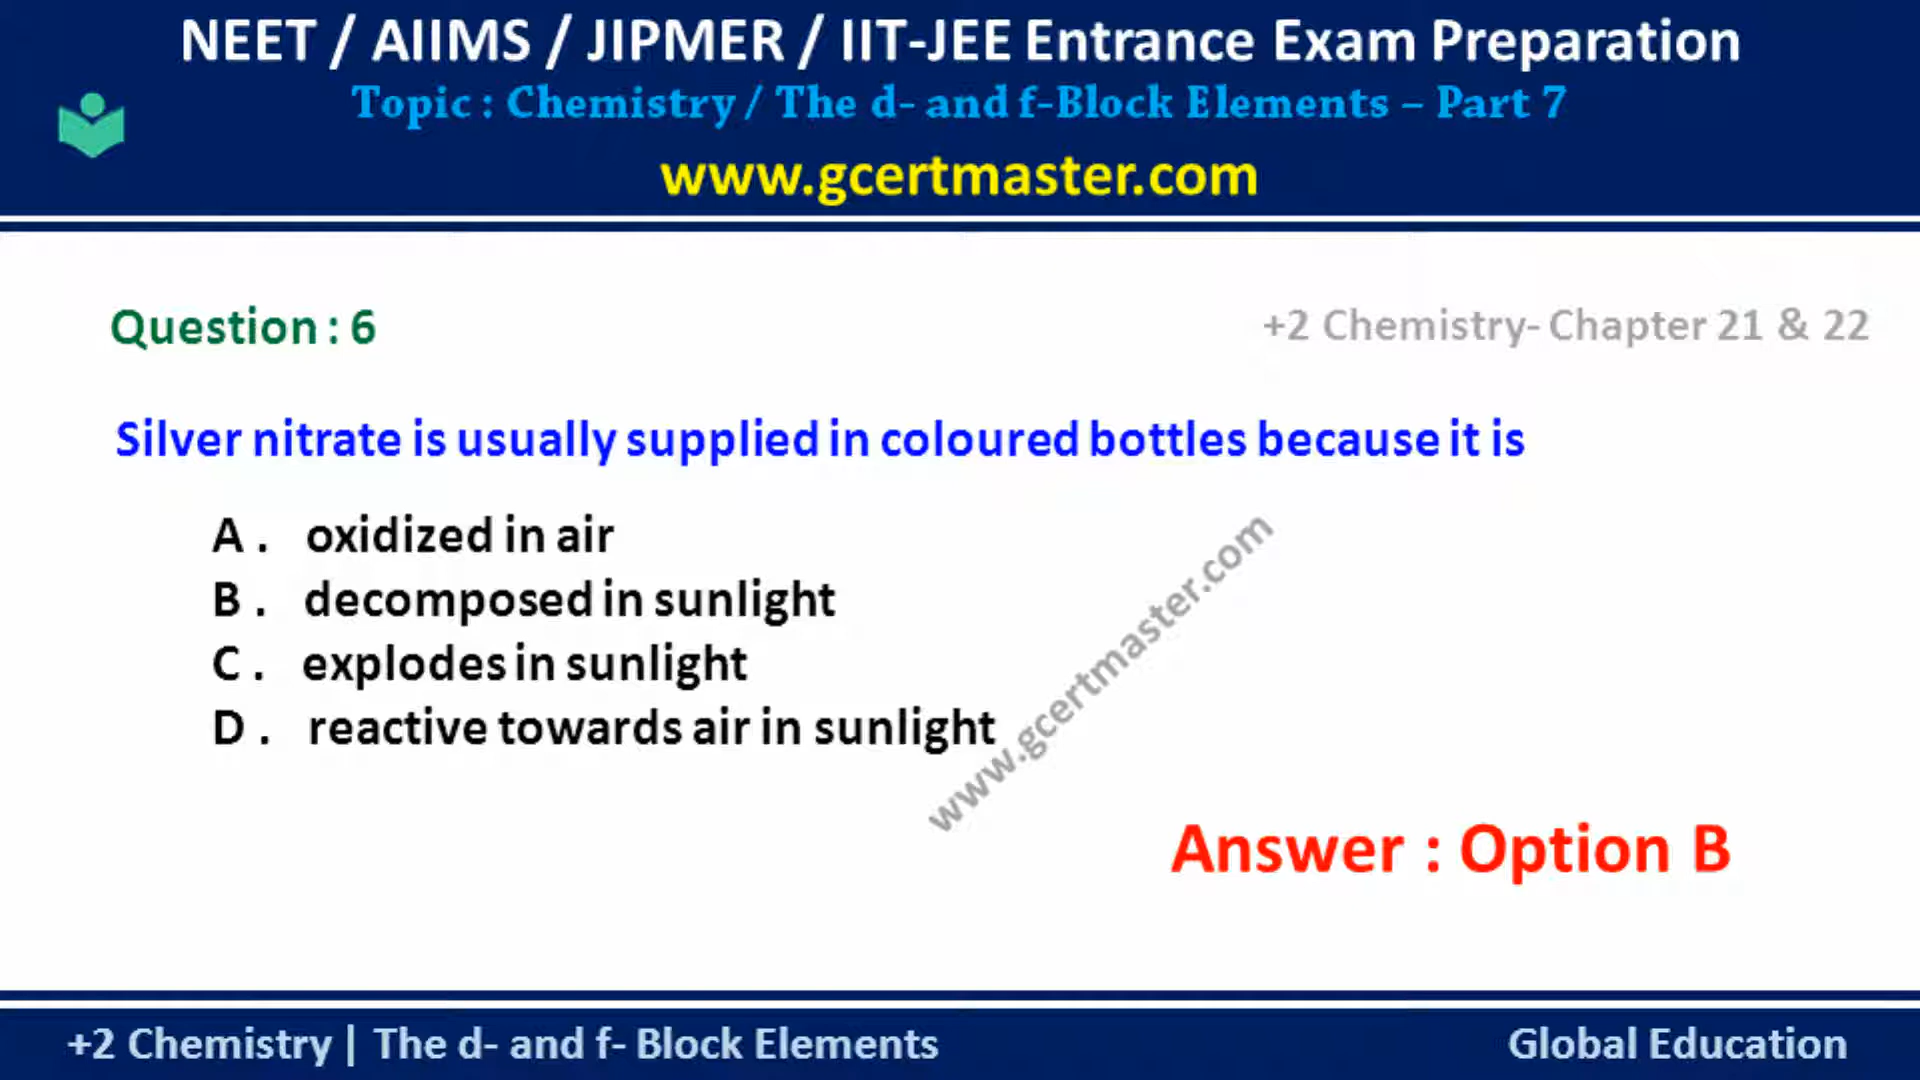 NEET / AIIMS / JIPMER / IIT-JEE Entrance Exam Preparation
Topic : Chemistry / The d- and f-Block Elements – Part 7
www.gcertmaster.com
Question : 6
+2 Chemistry- Chapter 21 & 22
Silver nitrate is usually supplied in coloured bottles because it is
A . oxidized in air
B . decomposed in sunlight
C . explodes in sunlight
D . reactive towards air in sunlight
www.gcertmaster.com
Answer : Option B
+2 Chemistry | The d- and f- Block Elements
Global Education